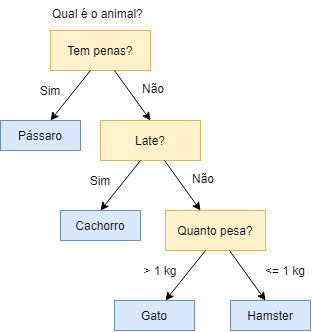 Qual é o animal?
Tem penas?
Sim
Não
Pássaro
Late?
Sim
Não
Cachorro
Quanto pesa?
> 1 kg
<= 1 kg
Gato
Hamster